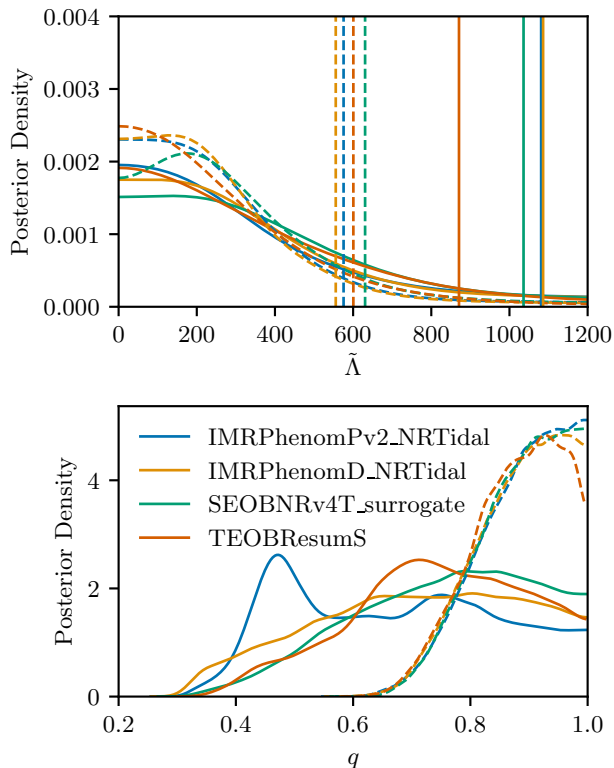 0.004
0.003
0.002
0.001
0.000
Posterior Density
0 200 400 600 800 1000 1200
Λ̃
IMRPhenomPv2_NRTidal
IMRPhenomD_NRTidal
SEOBNRv4T_surrogate
TEOBResumS
4
2
0
Posterior Density
0.2 0.4 0.6 0.8 1.0
q